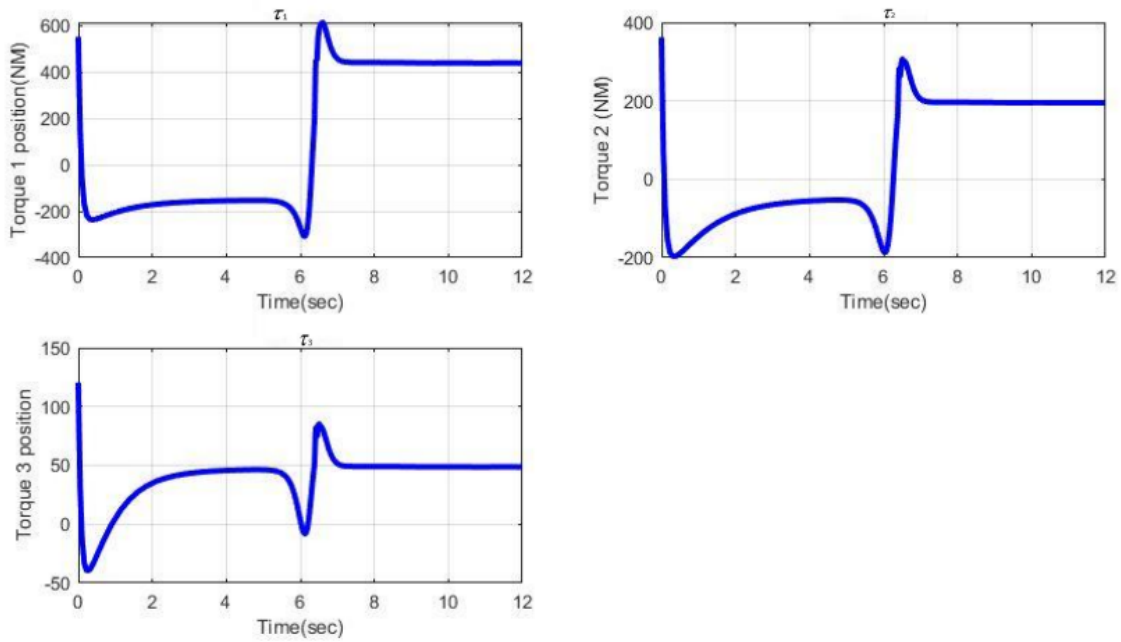 τ₁
600
400
200
0
-200
-400
Torque 1 position(NM)
0 2 4 6 8 10 12
Time(sec)
τ₂
400
200
0
-200
Torque 2 (NM)
0 2 4 6 8 10 12
Time(sec)
τ₃
150
100
50
0
-50
Torque 3 position
0 2 4 6 8 10 12
Time(sec)